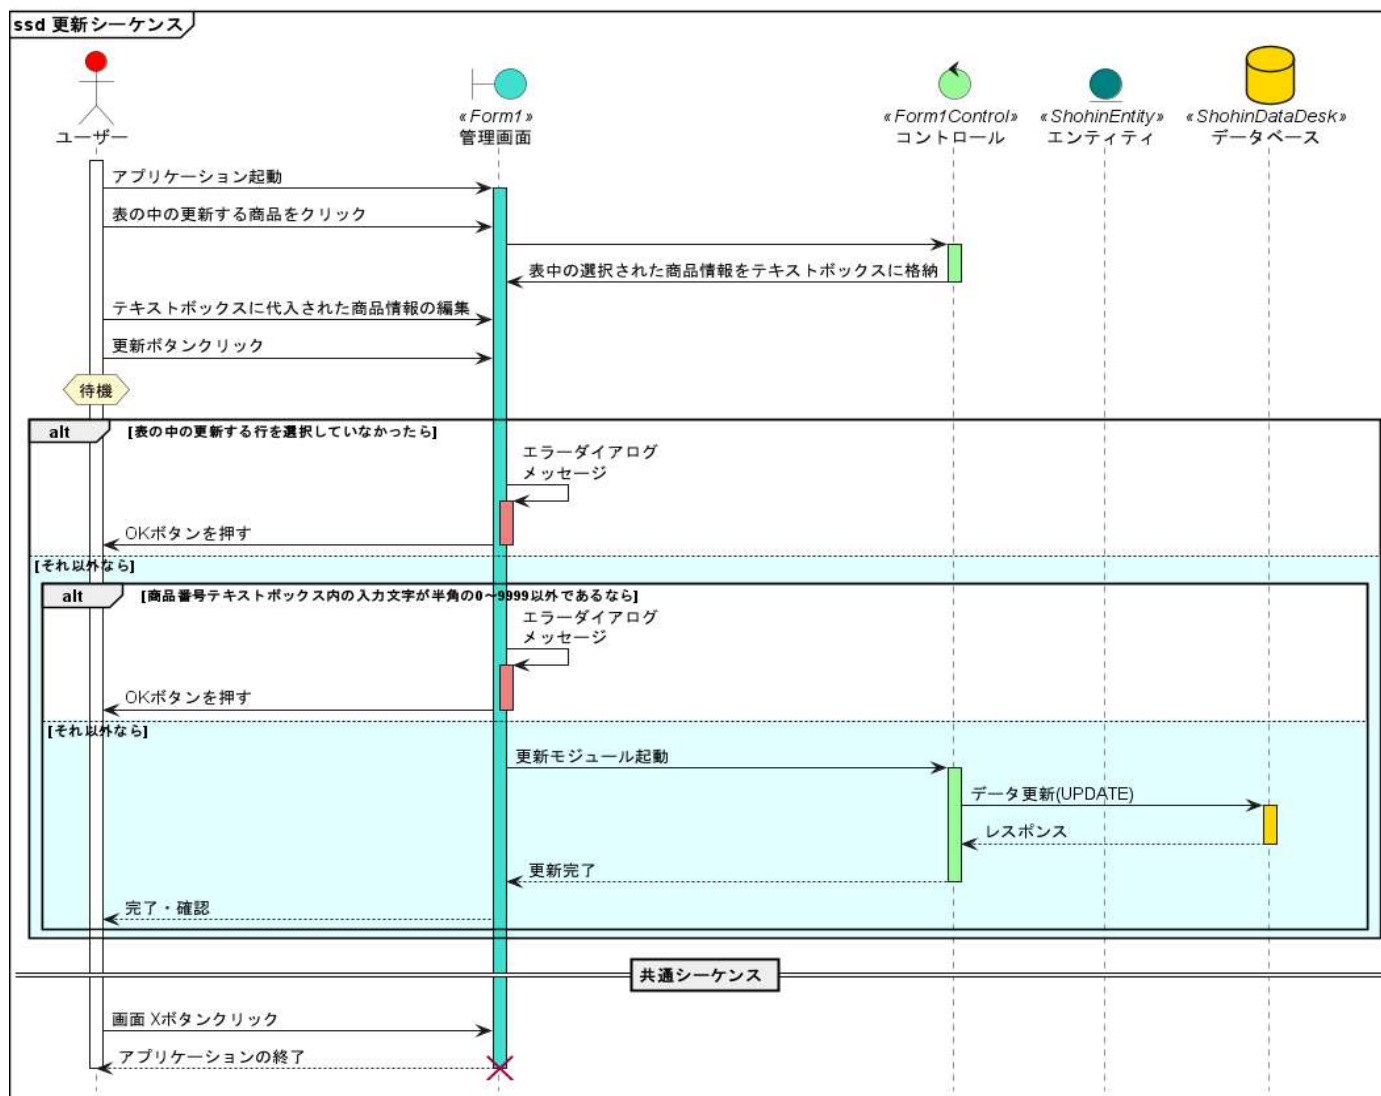 ssd 更新シーケンス
«Form1»
«Form1Control»
«ShohinEntity»
«ShohinDataDesk»
ユーザー
管理画面
コントロール
エンティティ
データベース
アプリケーション起動
表の中の更新する商品をクリック
表中の選択された商品情報をテキストボックスに格納
テキストボックスに代入された商品情報の編集
更新ボタンクリック
待機
alt
[表の中の更新する行を選択していなかったら]
エラーダイアログ
メッセージ
OKボタンを押す
[それ以外なら]
alt
[商品番号テキストボックス内の入力文字が半角の0～9999以外であるなら]
エラーダイアログ
メッセージ
OKボタンを押す
[それ以外なら]
更新モジュール起動
データ更新(UPDATE)
レスポンス
更新完了
完了・確認
共通シーケンス
画面 Xボタンクリック
アプリケーションの終了